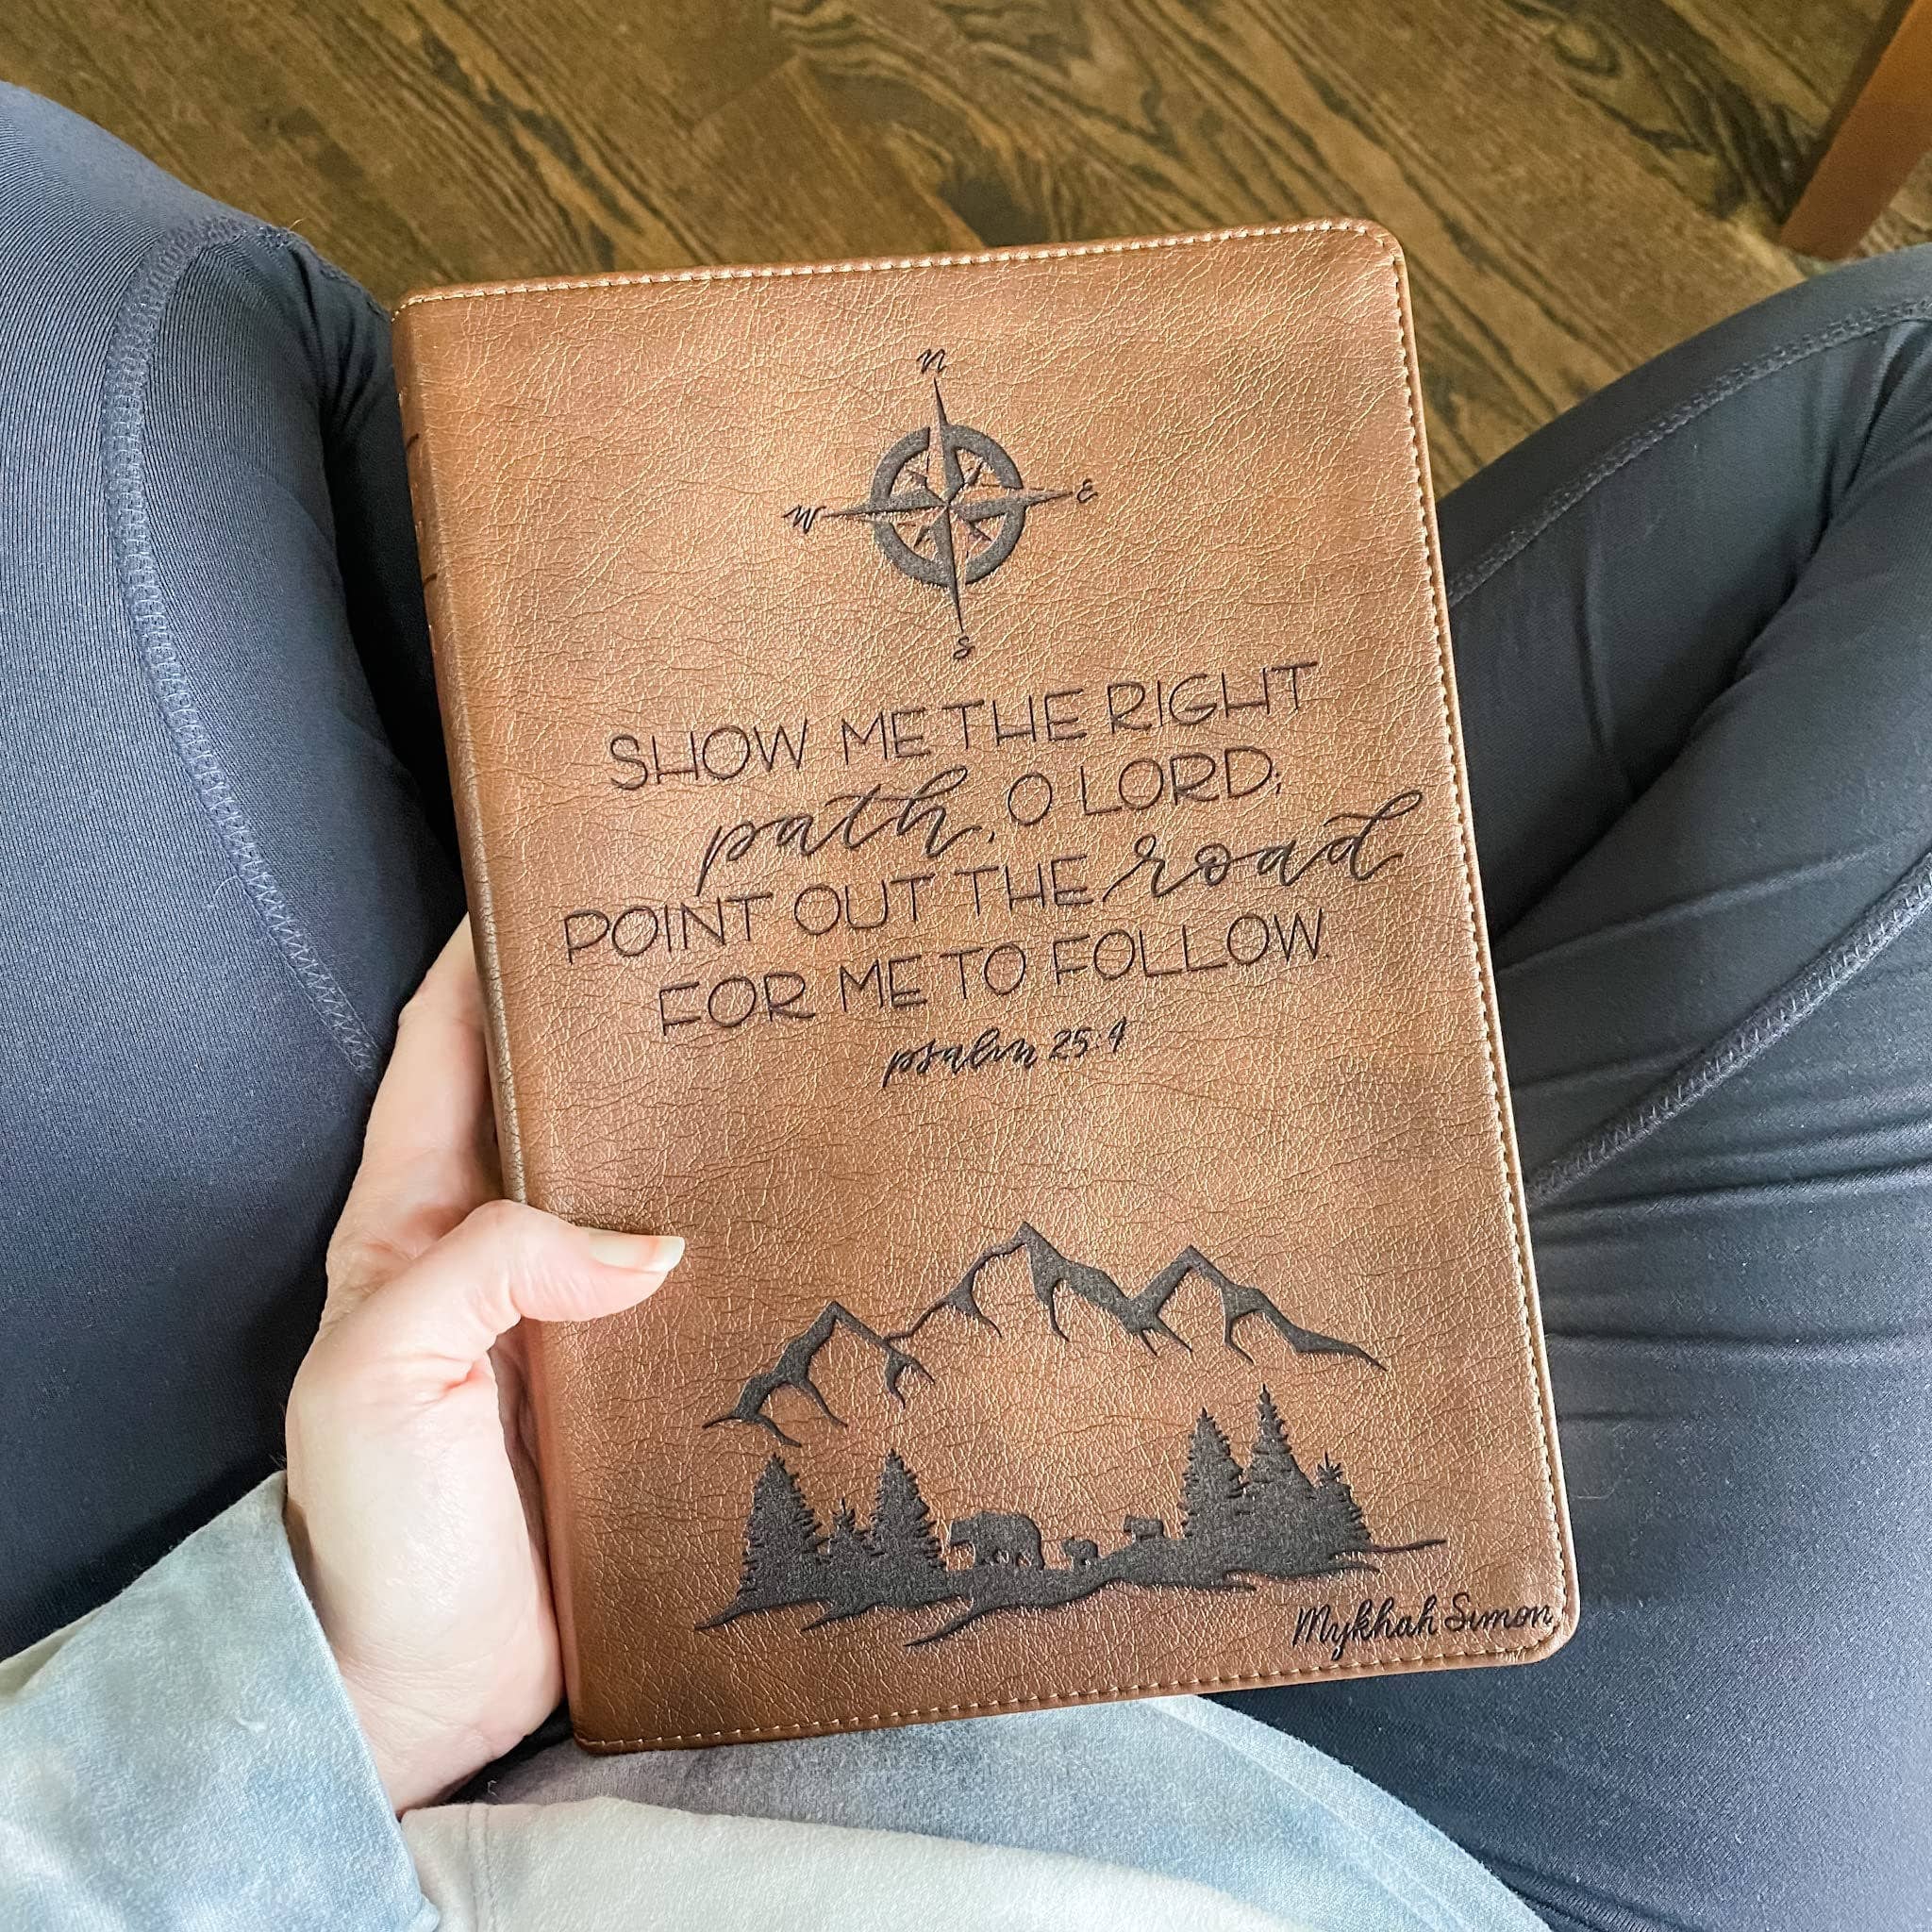 n
W E
s
SHOW ME THE RIGHT
path, O LORD;
POINT OUT THE road
FOR ME TO FOLLOW.
psalm 25:4
Mykhah Simon